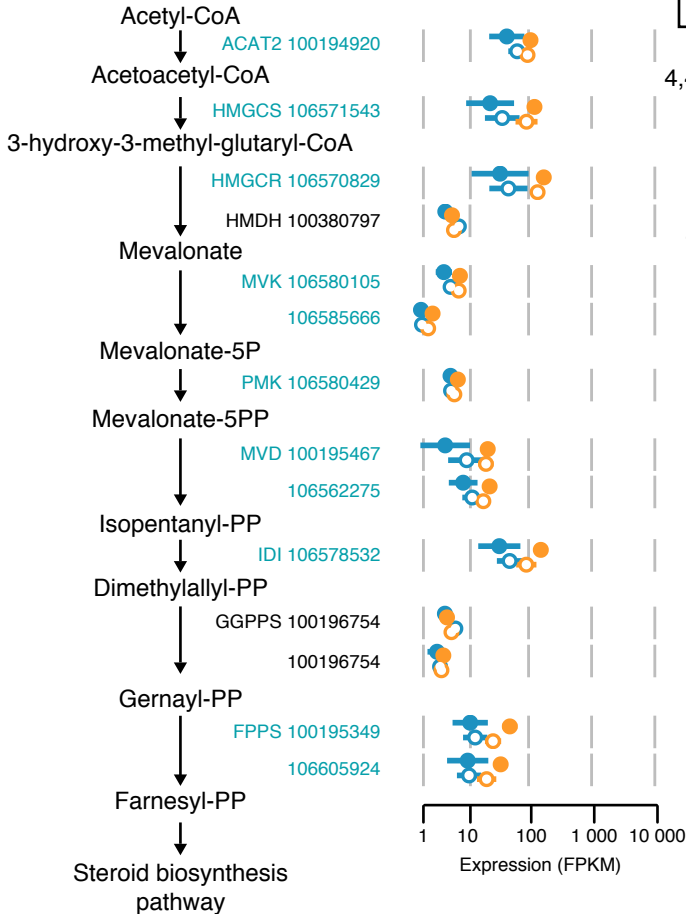 Acetyl-CoA
ACAT2 100194920
Acetoacetyl-CoA
4,4
HMGCS 106571543
3-hydroxy-3-methyl-glutaryl-CoA
HMGCR 106570829
HMDH 100380797
Mevalonate
MVK 106580105
106585666
Mevalonate-5P
PMK 106580429
Mevalonate-5PP
MVD 100195467
106562275
Isopentanyl-PP
IDI 106578532
Dimethylallyl-PP
GGPPS 100196754
100196754
Gernayl-PP
FPPS 100195349
106605924
Farnesyl-PP
1 10 100 1 000 10 000
Expression (FPKM)
Steroid biosynthesis
pathway